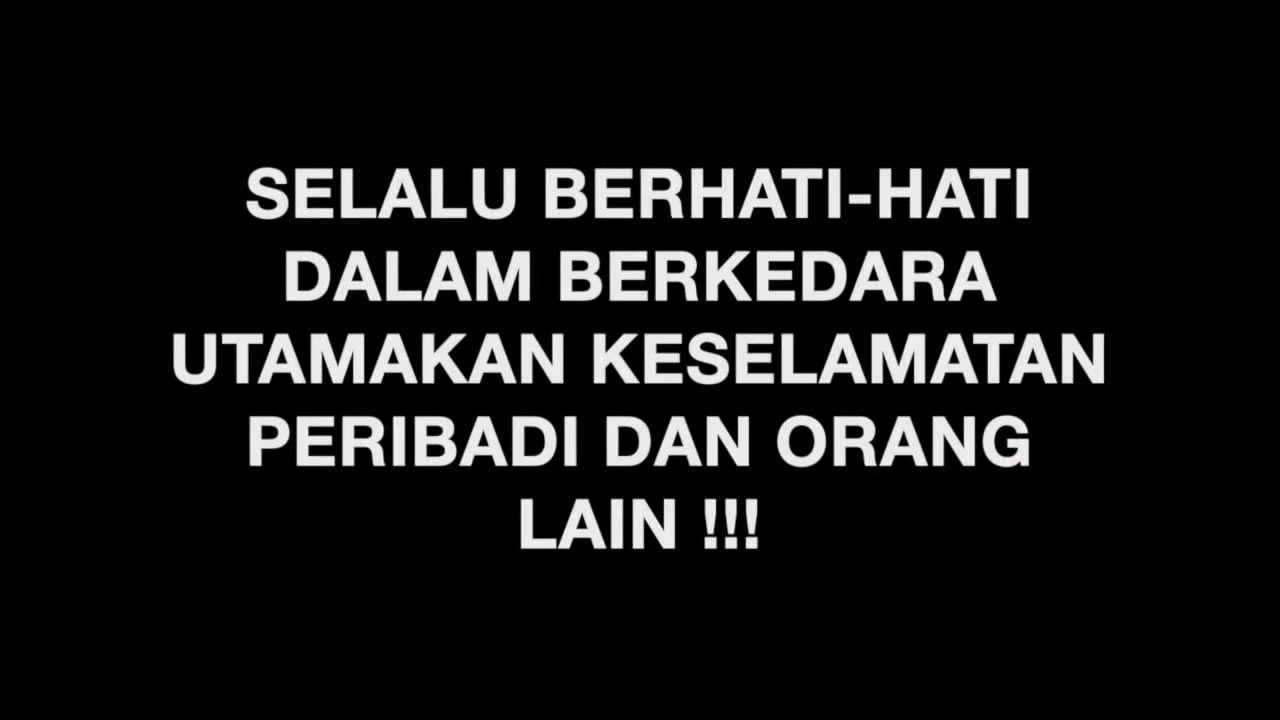 SELALU BERHATI-HATI
DALAM BERKEDARA
UTAMAKAN KESELAMATAN
PERIBADI DAN ORANG
LAIN !!!